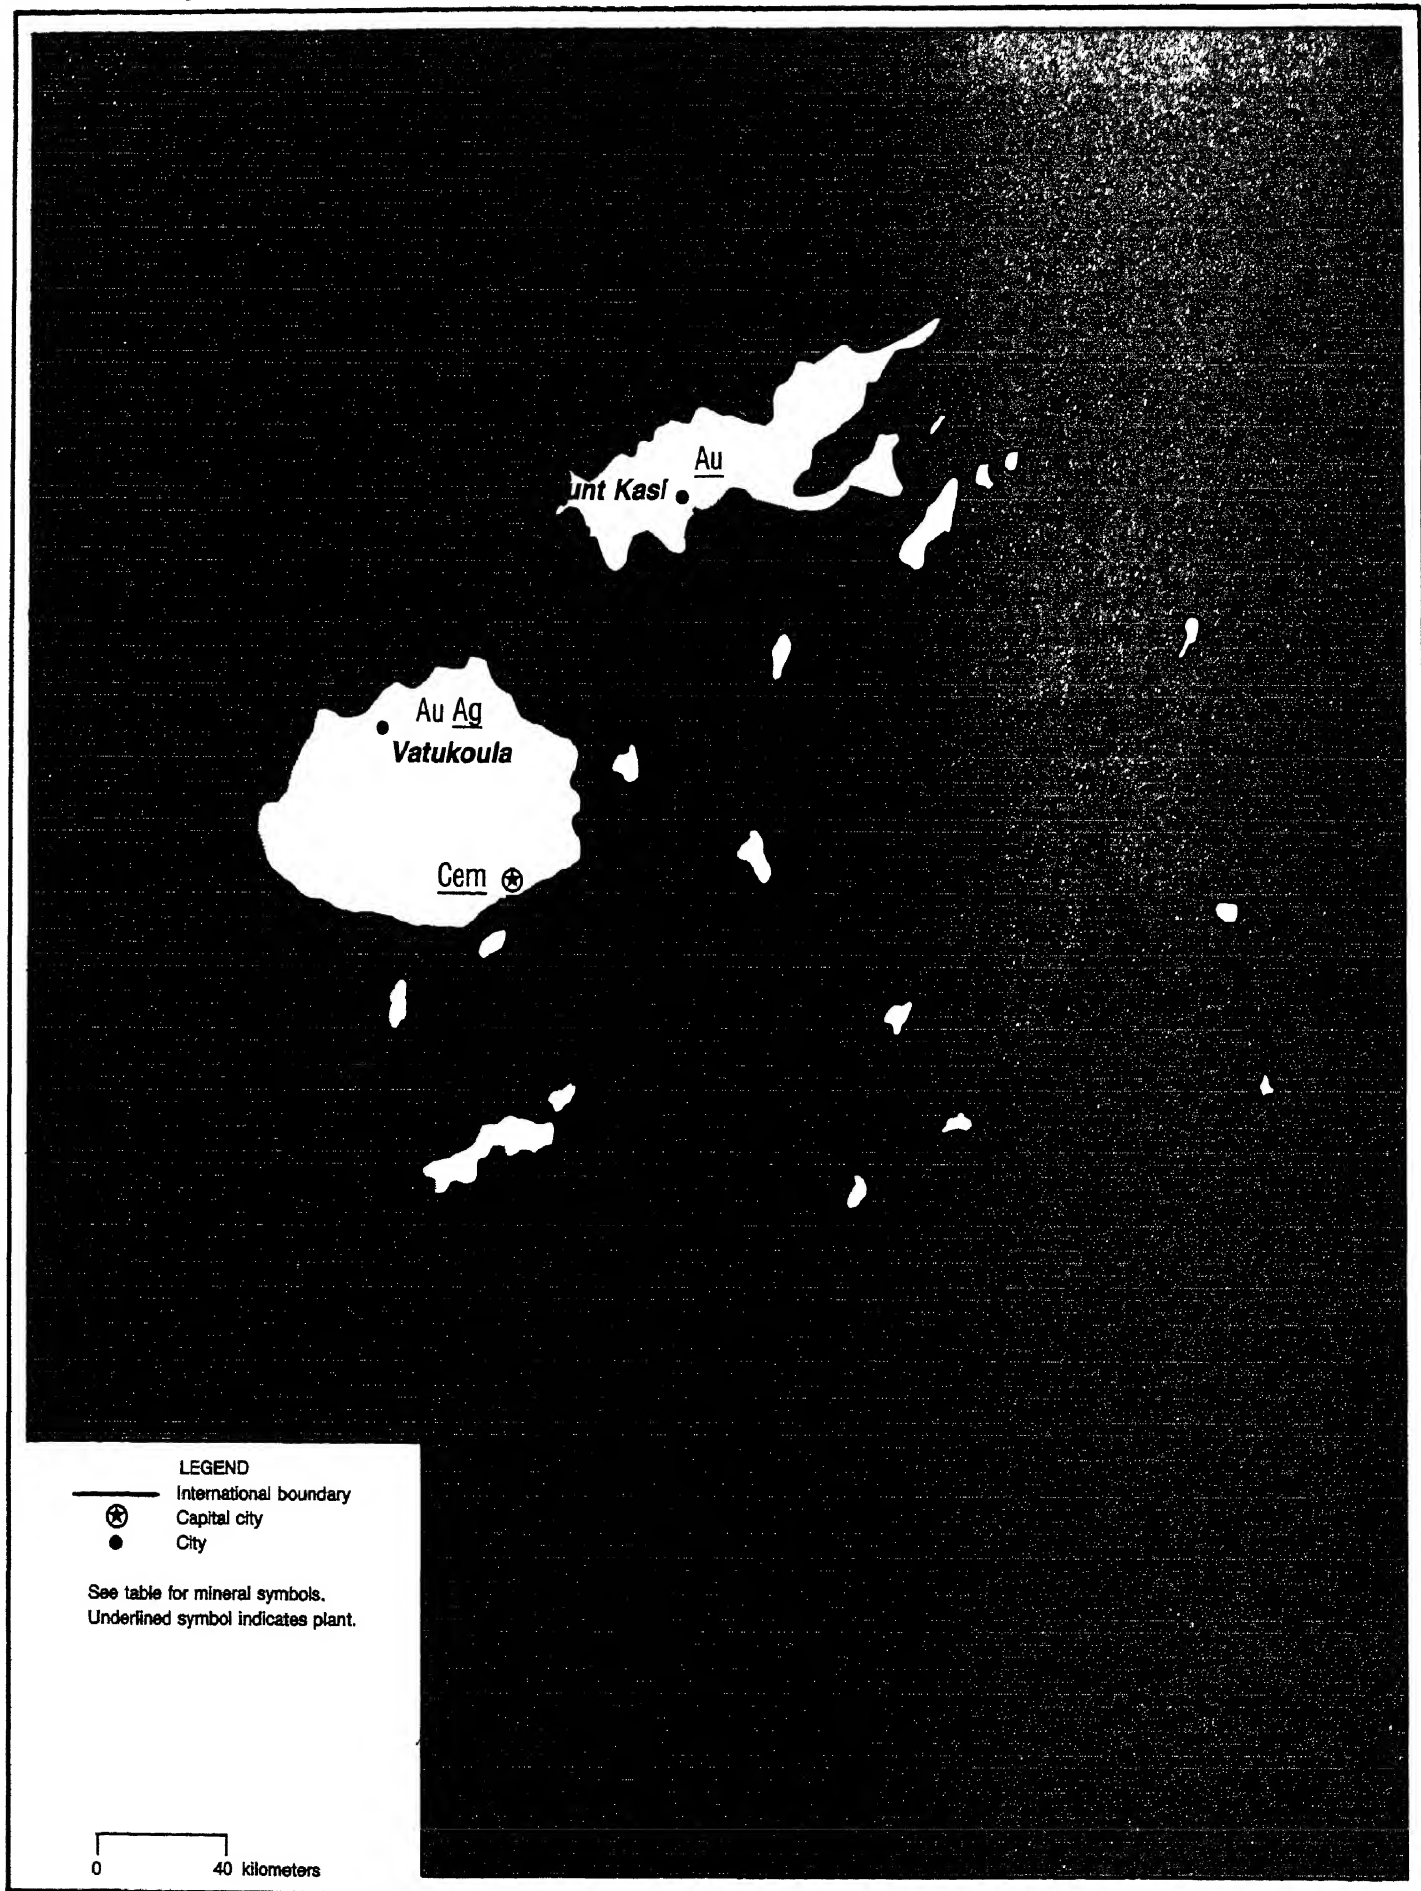 Au
unt Kasi
Au Ag
Vatukoula
Cem
LEGEND
International boundary
Capital city
City
See table for mineral symbols.
Underlined symbol indicates plant.
0 40 kilometers